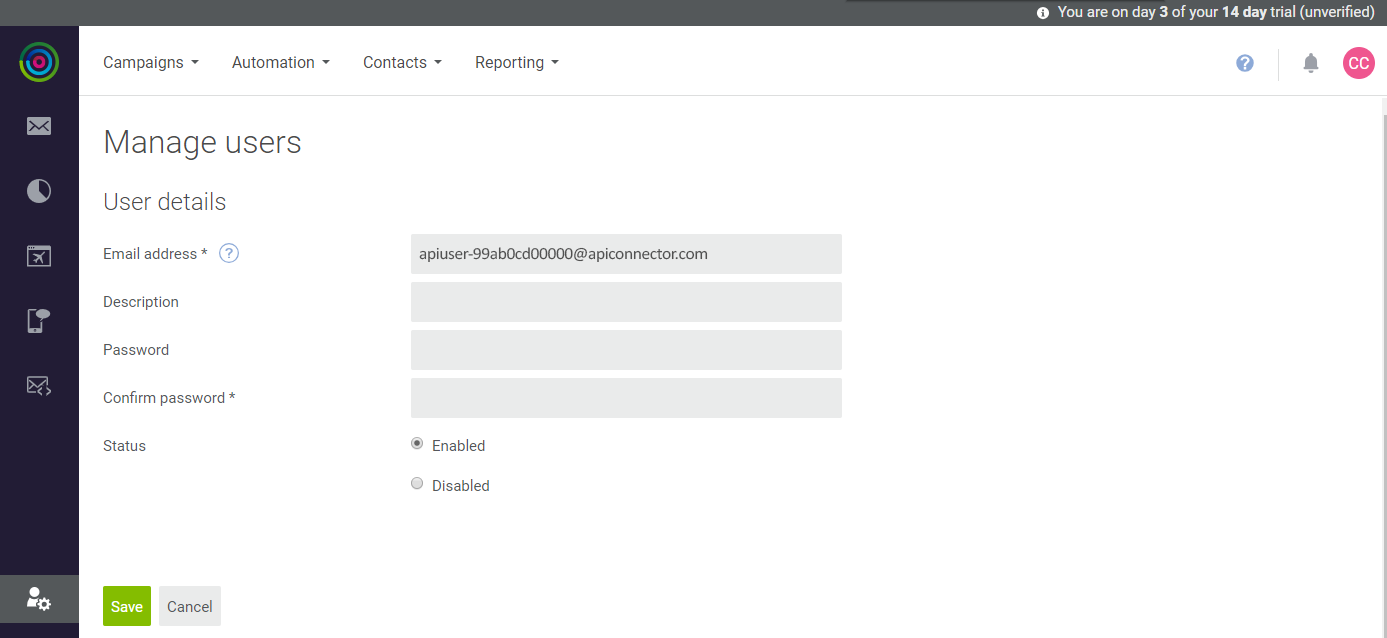 You are on day 3 of your 14 day trial (unverified)
Campaigns Automation Contacts Reporting ? CC
Manage users
User details
Email address * ? apiuser-99ab0cd00000@apiconnector.com
Description
Password
Confirm password *
Status Enabled
Disabled
Save Cancel